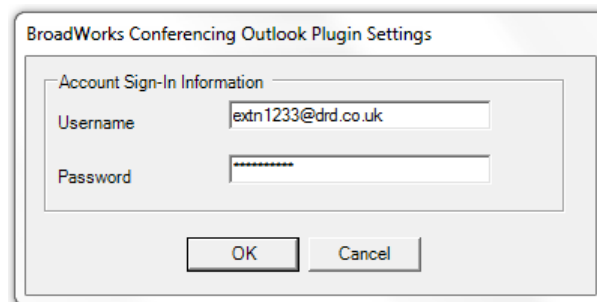 BroadWorks Conferencing Outlook Plugin Settings
Account Sign-In Information
Username extn1233@drd.co.uk
Password **********
OK Cancel